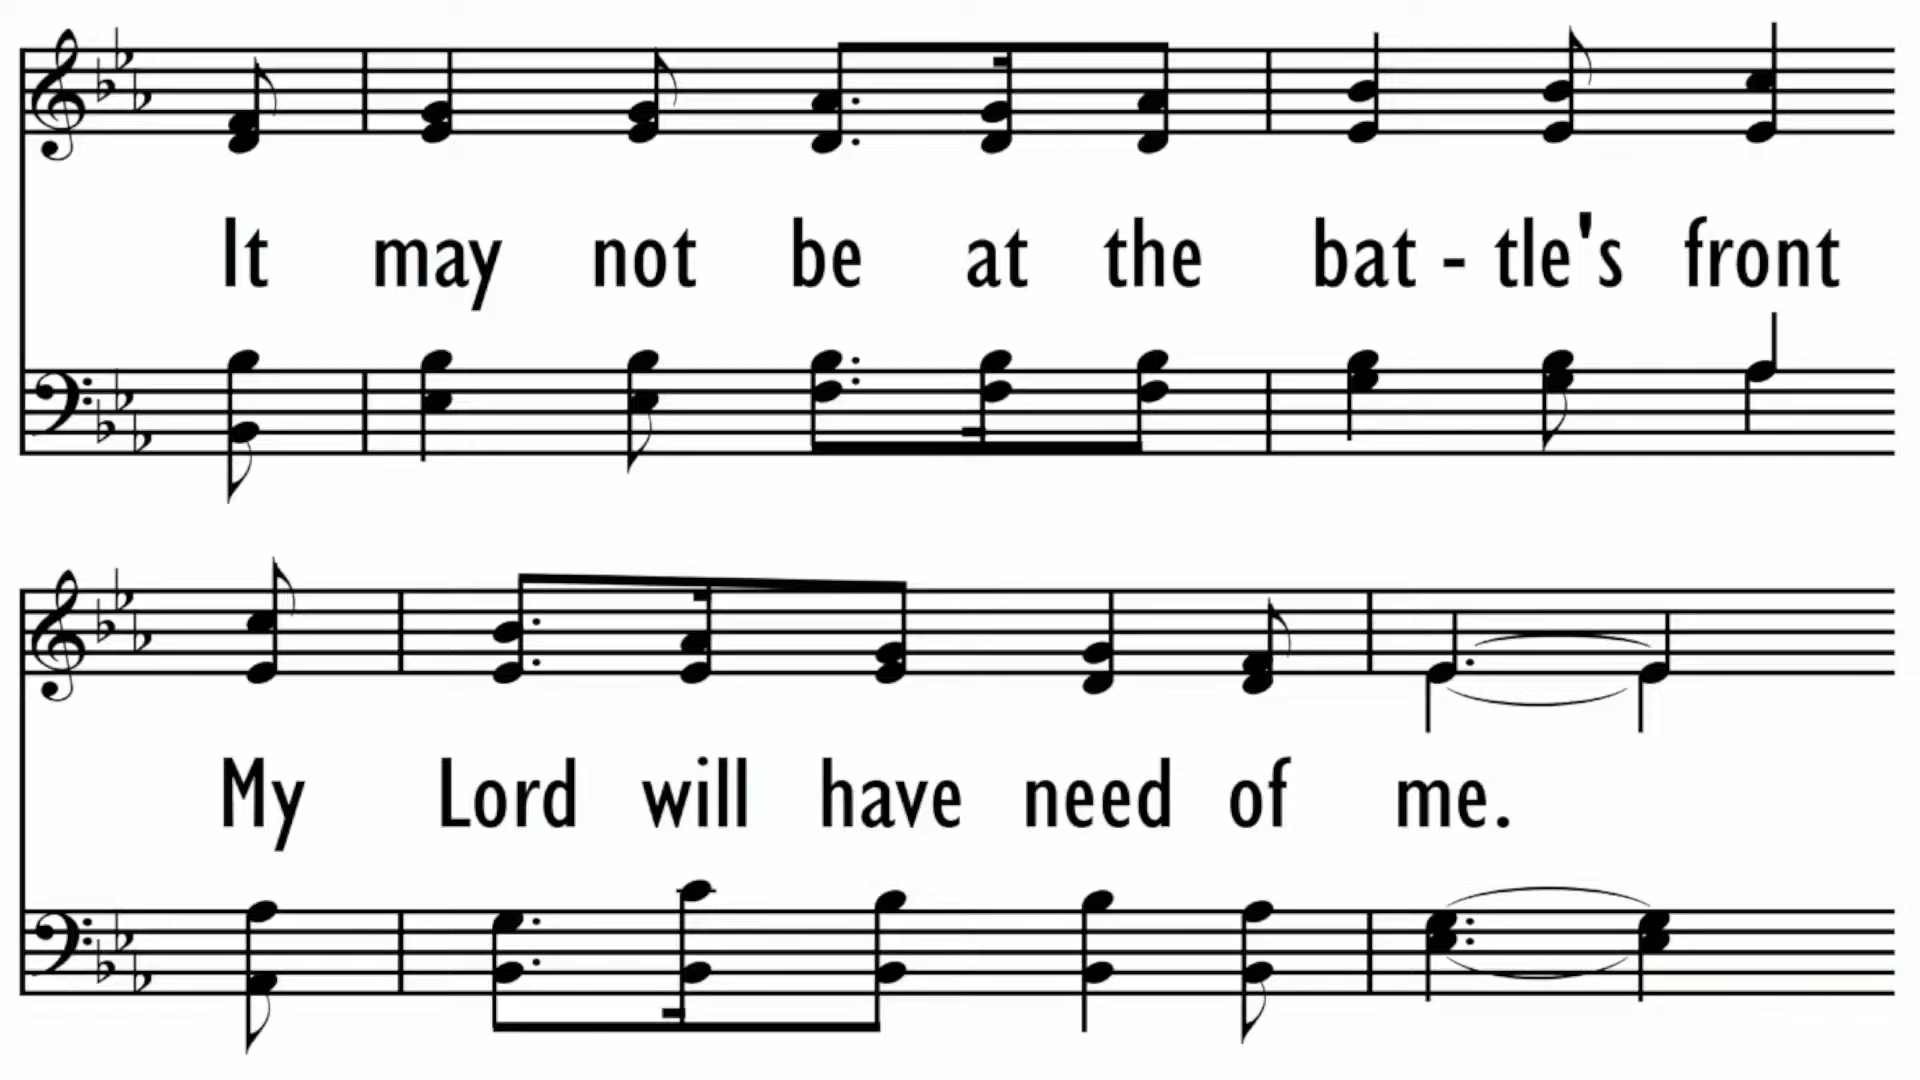 It may not be at the bat - tle's front
My Lord will have need of me.